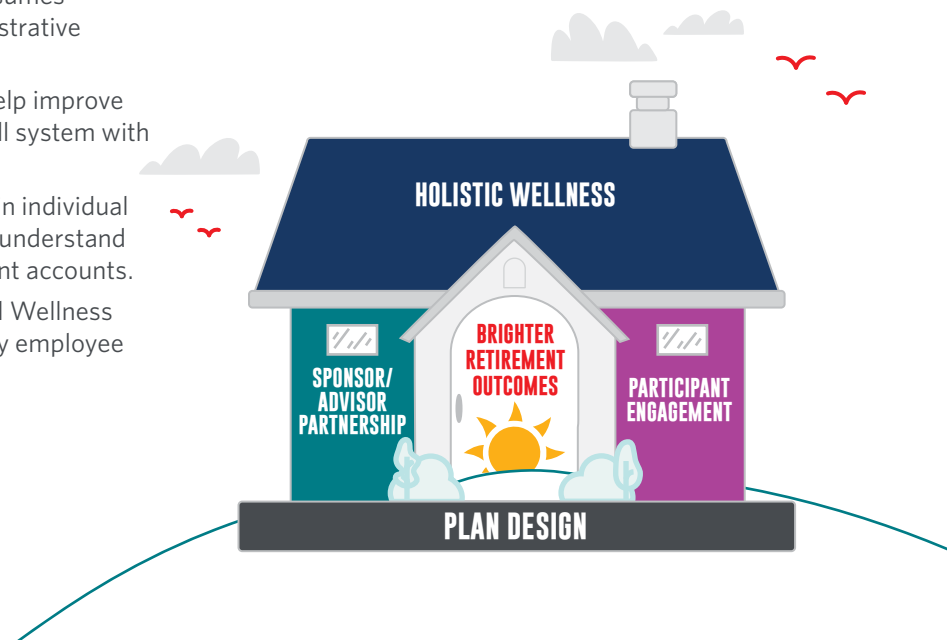 strative
elp improve
ll system with
n individual
understand
nt accounts.
Wellness
y employee
HOLISTIC WELLNESS
SPONSOR/
ADVISOR
PARTNERSHIP
BRIGHTER
RETIREMENT
OUTCOMES
PARTICIPANT
ENGAGEMENT
PLAN DESIGN